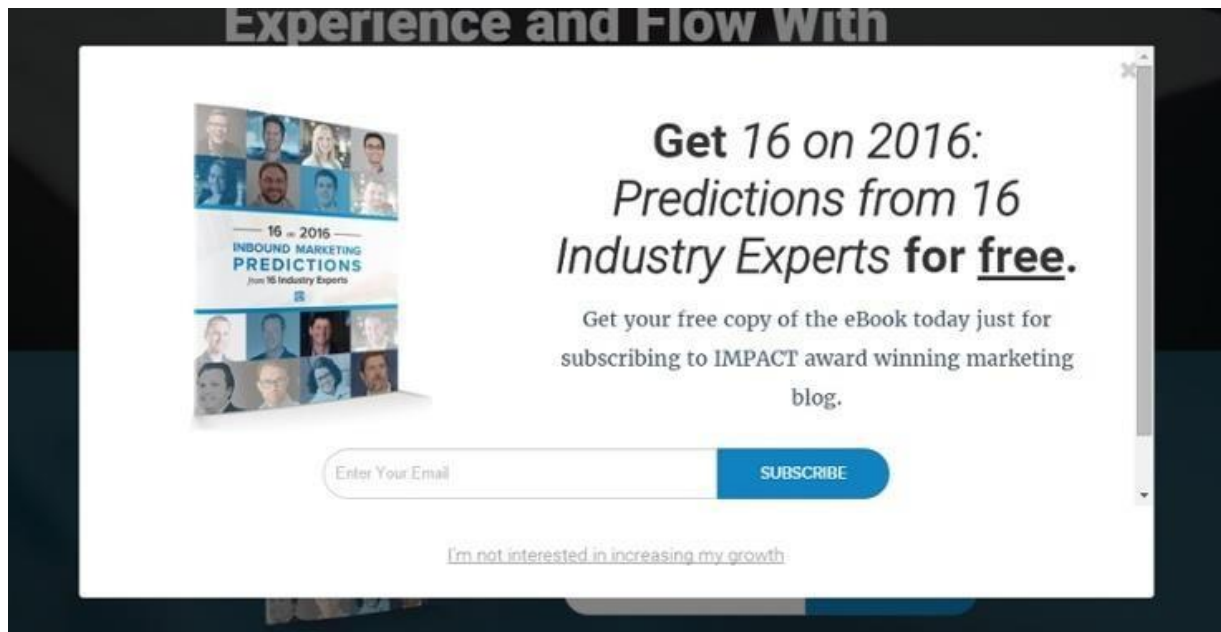 Experience and Flow With
Get 16 on 2016:
Predictions from 16
Industry Experts for free.
Get your free copy of the eBook today just for
subscribing to IMPACT award winning marketing
blog.
16 on 2016
INBOUND MARKETING
PREDICTIONS
from 16 Industry Experts
Enter Your Email
SUBSCRIBE
I'm not interested in increasing my growth